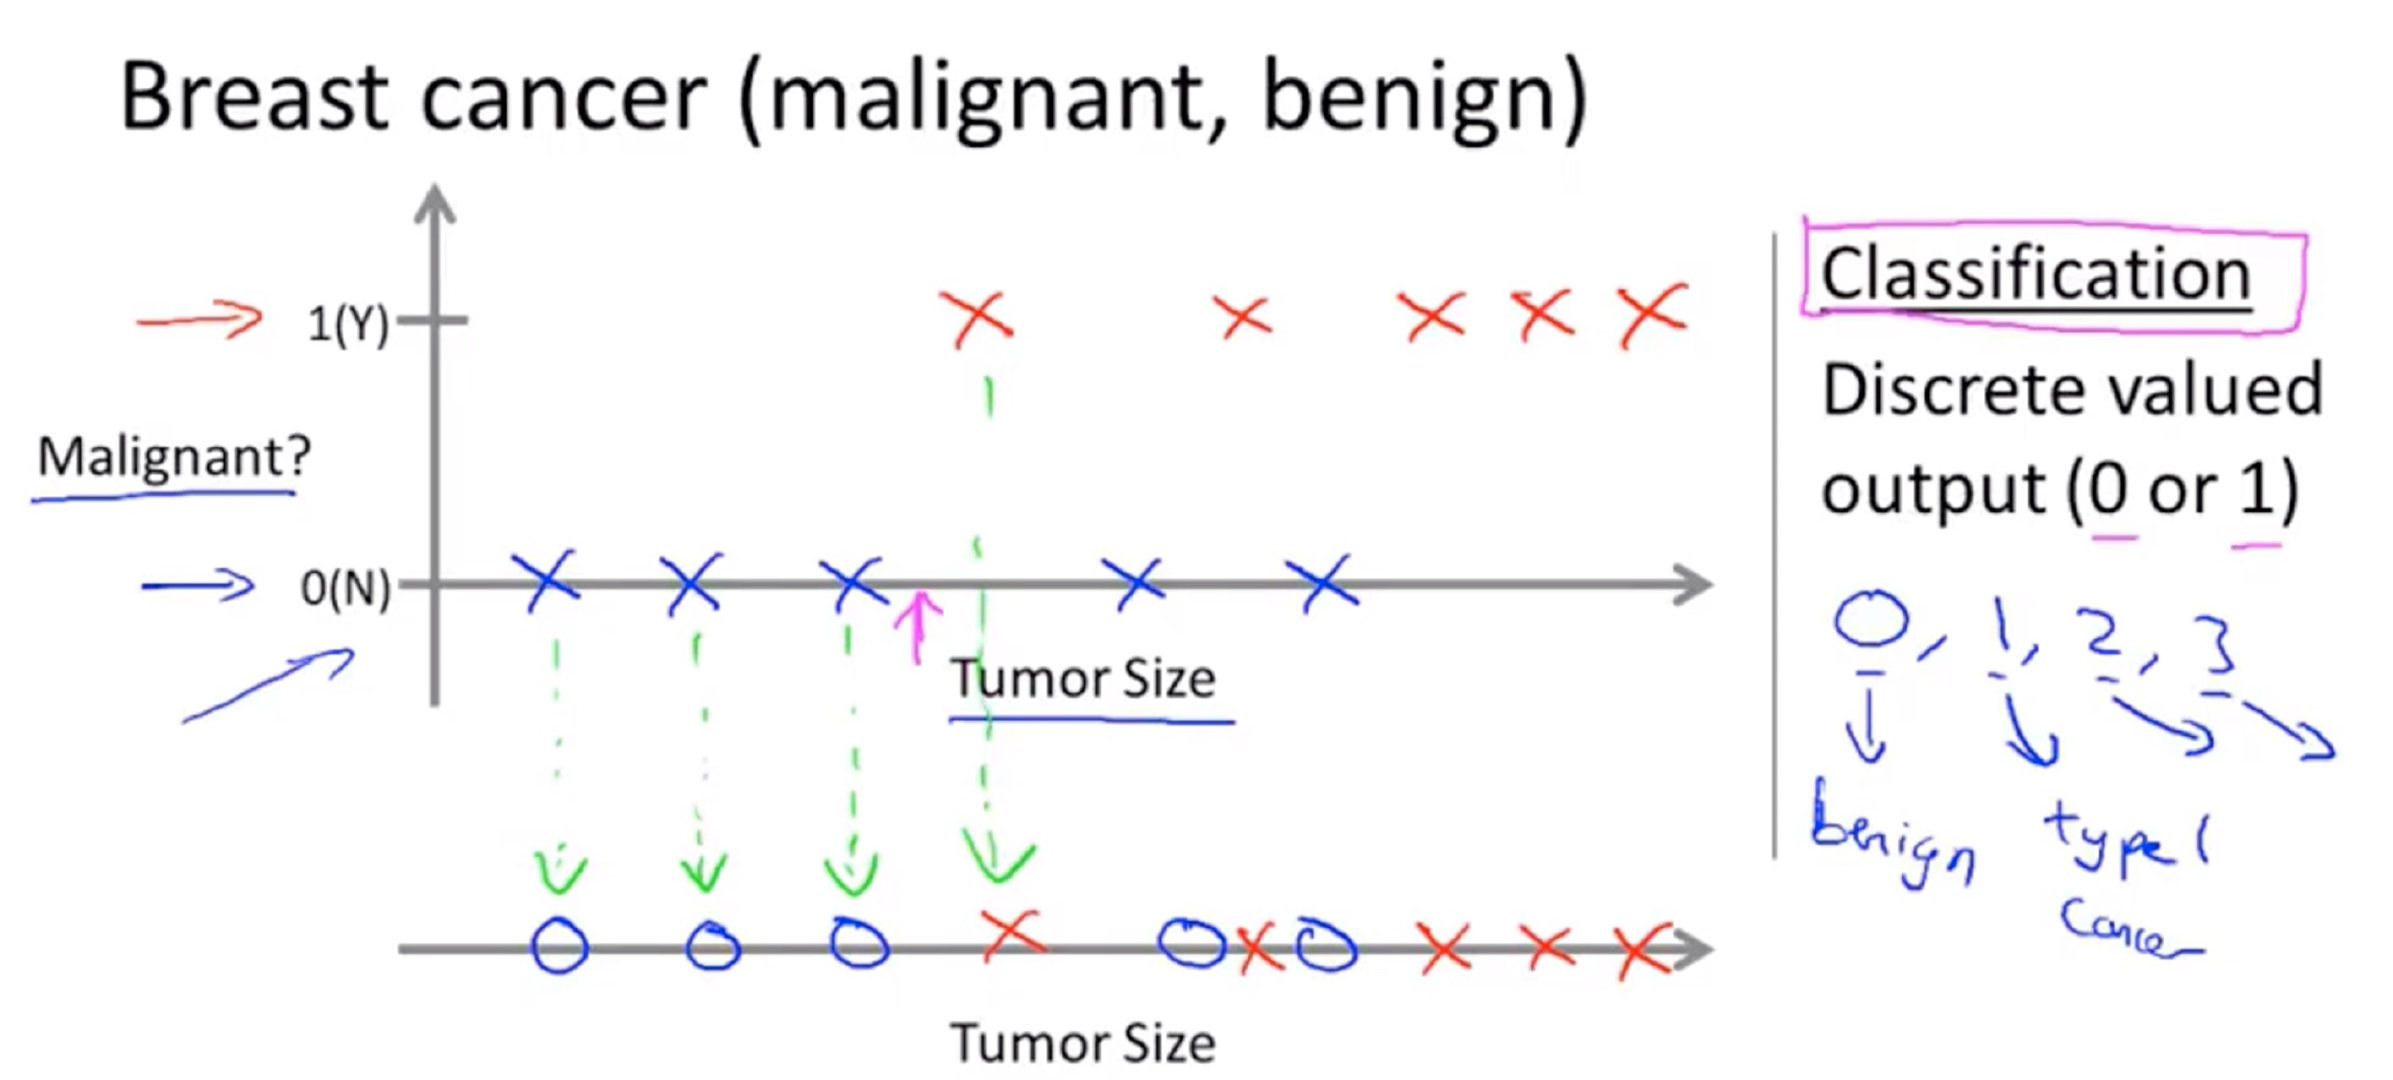 Breast cancer (malignant, benign)
1(Y)
Malignant?
0(N)
Tumor Size
Tumor Size
Classification
Discrete valued
output (0 or 1)
0, 1, 2, 3
benign
type 1
cancer